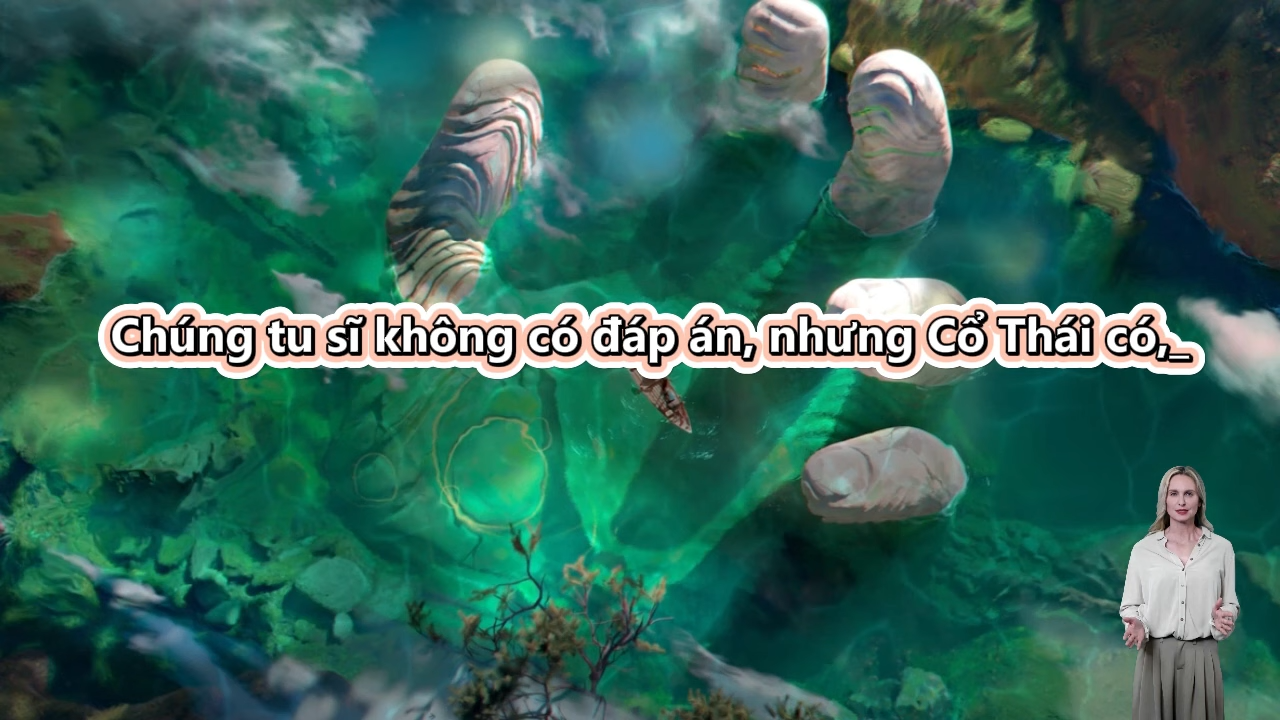 Chúng tu sĩ không có đáp án, nhưng Cổ Thái có,_